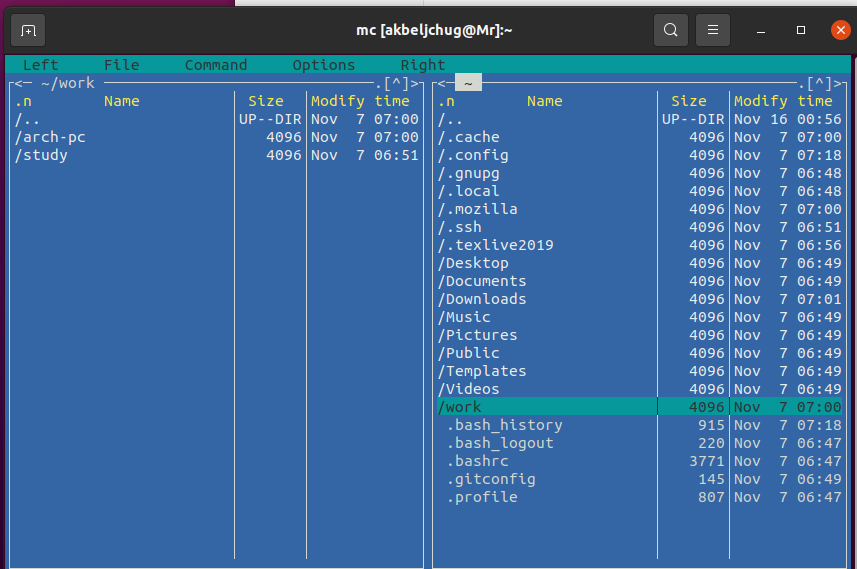 mc [akbeljchug@Mr]:~
Left File Command Options Right
<─ ~/work .[^]>
.n Name Size Modify time
/.. UP--DIR Nov 7 07:00
/arch-pc 4096 Nov 7 07:00
/study 4096 Nov 7 06:51
<─ ~ .[^]>
.n Name Size Modify time
/.. UP--DIR Nov 16 00:56
/.cache 4096 Nov 7 07:00
/.config 4096 Nov 7 07:18
/.gnupg 4096 Nov 7 06:48
/.local 4096 Nov 7 06:48
/.mozilla 4096 Nov 7 07:00
/.ssh 4096 Nov 7 06:51
/.texlive2019 4096 Nov 7 06:56
/Desktop 4096 Nov 7 06:49
/Documents 4096 Nov 7 06:49
/Downloads 4096 Nov 7 07:01
/Music 4096 Nov 7 06:49
/Pictures 4096 Nov 7 06:49
/Public 4096 Nov 7 06:49
/Templates 4096 Nov 7 06:49
/Videos 4096 Nov 7 06:49
/work 4096 Nov 7 07:00
.bash_history 915 Nov 7 07:18
.bash_logout 220 Nov 7 06:47
.bashrc 3771 Nov 7 06:47
.gitconfig 145 Nov 7 06:49
.profile 807 Nov 7 06:47